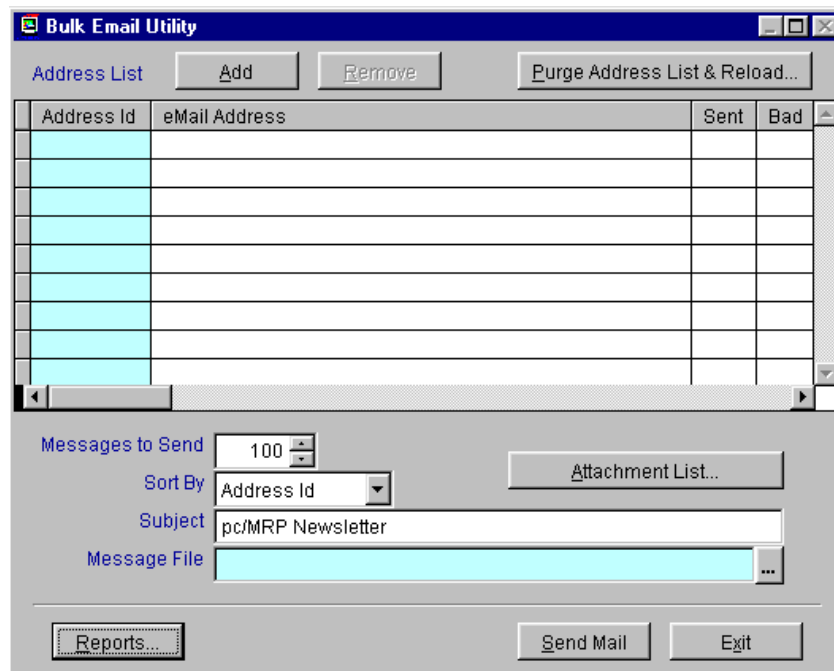 Bulk Email Utility
Address List Add Remove Purge Address List & Reload...
Address Id eMail Address Sent Bad
Messages to Send 100
Attachment List...
Sort By Address Id
Subject pc/MRP Newsletter
Message File ...
Reports... Send Mail Exit